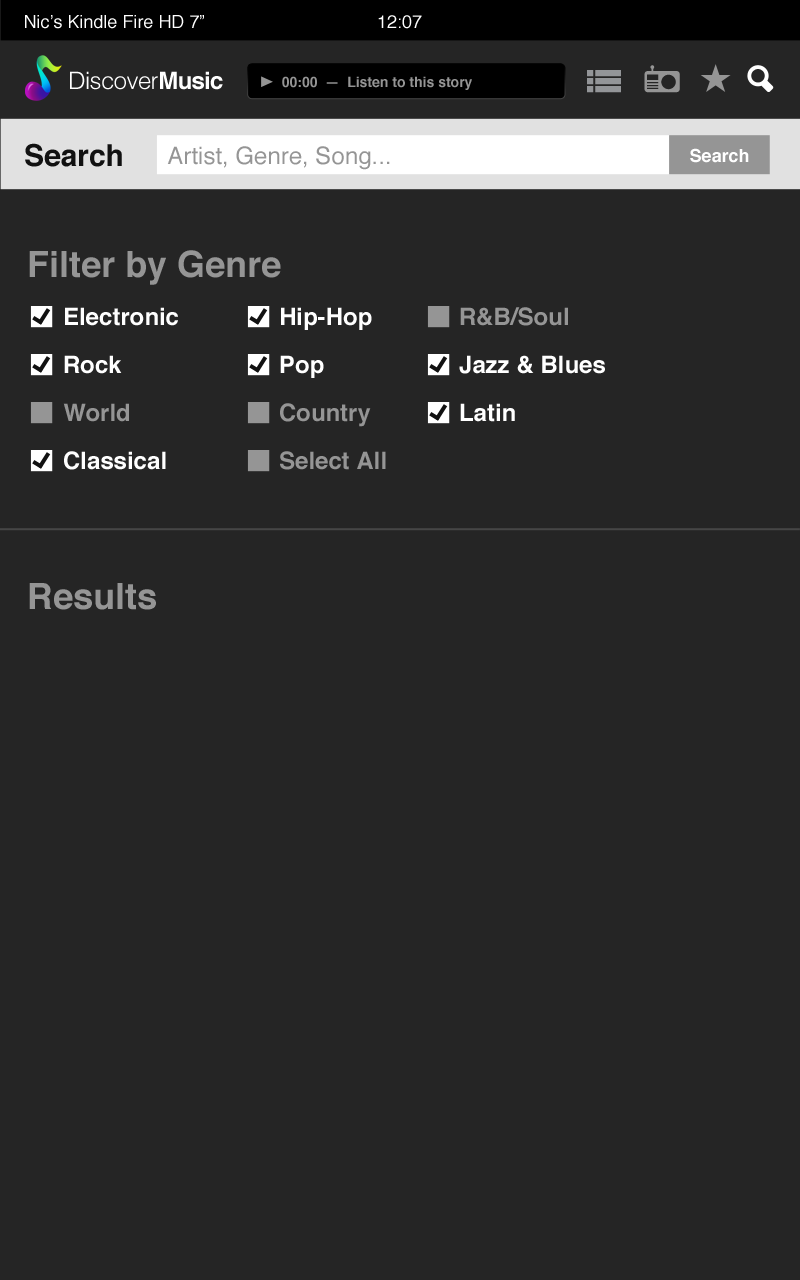 Nic’s Kindle Fire HD 7” 12:07
DiscoverMusic 00:00 — Listen to this story
Search Artist, Genre, Song... Search
Filter by Genre
Electronic Hip-Hop R&B/Soul
Rock Pop Jazz & Blues
World Country Latin
Classical Select All
Results